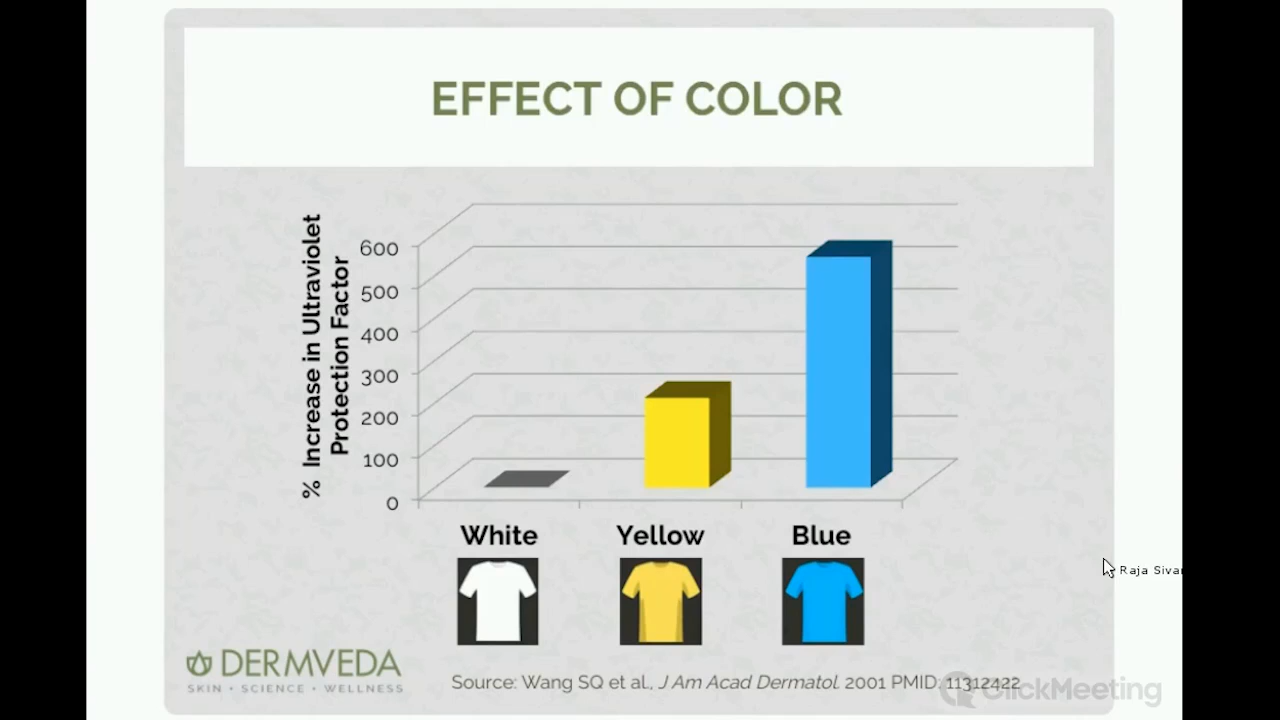 EFFECT OF COLOR
% Increase in Ultraviolet
Protection Factor
600
500
400
300
200
100
0
White Yellow Blue
Raja Sivar
DERMVEDA
SKIN • SCIENCE • WELLNESS
Source: Wang SQ et al., J Am Acad Dermatol. 2001 PMID: 11312422
ClickMeeting